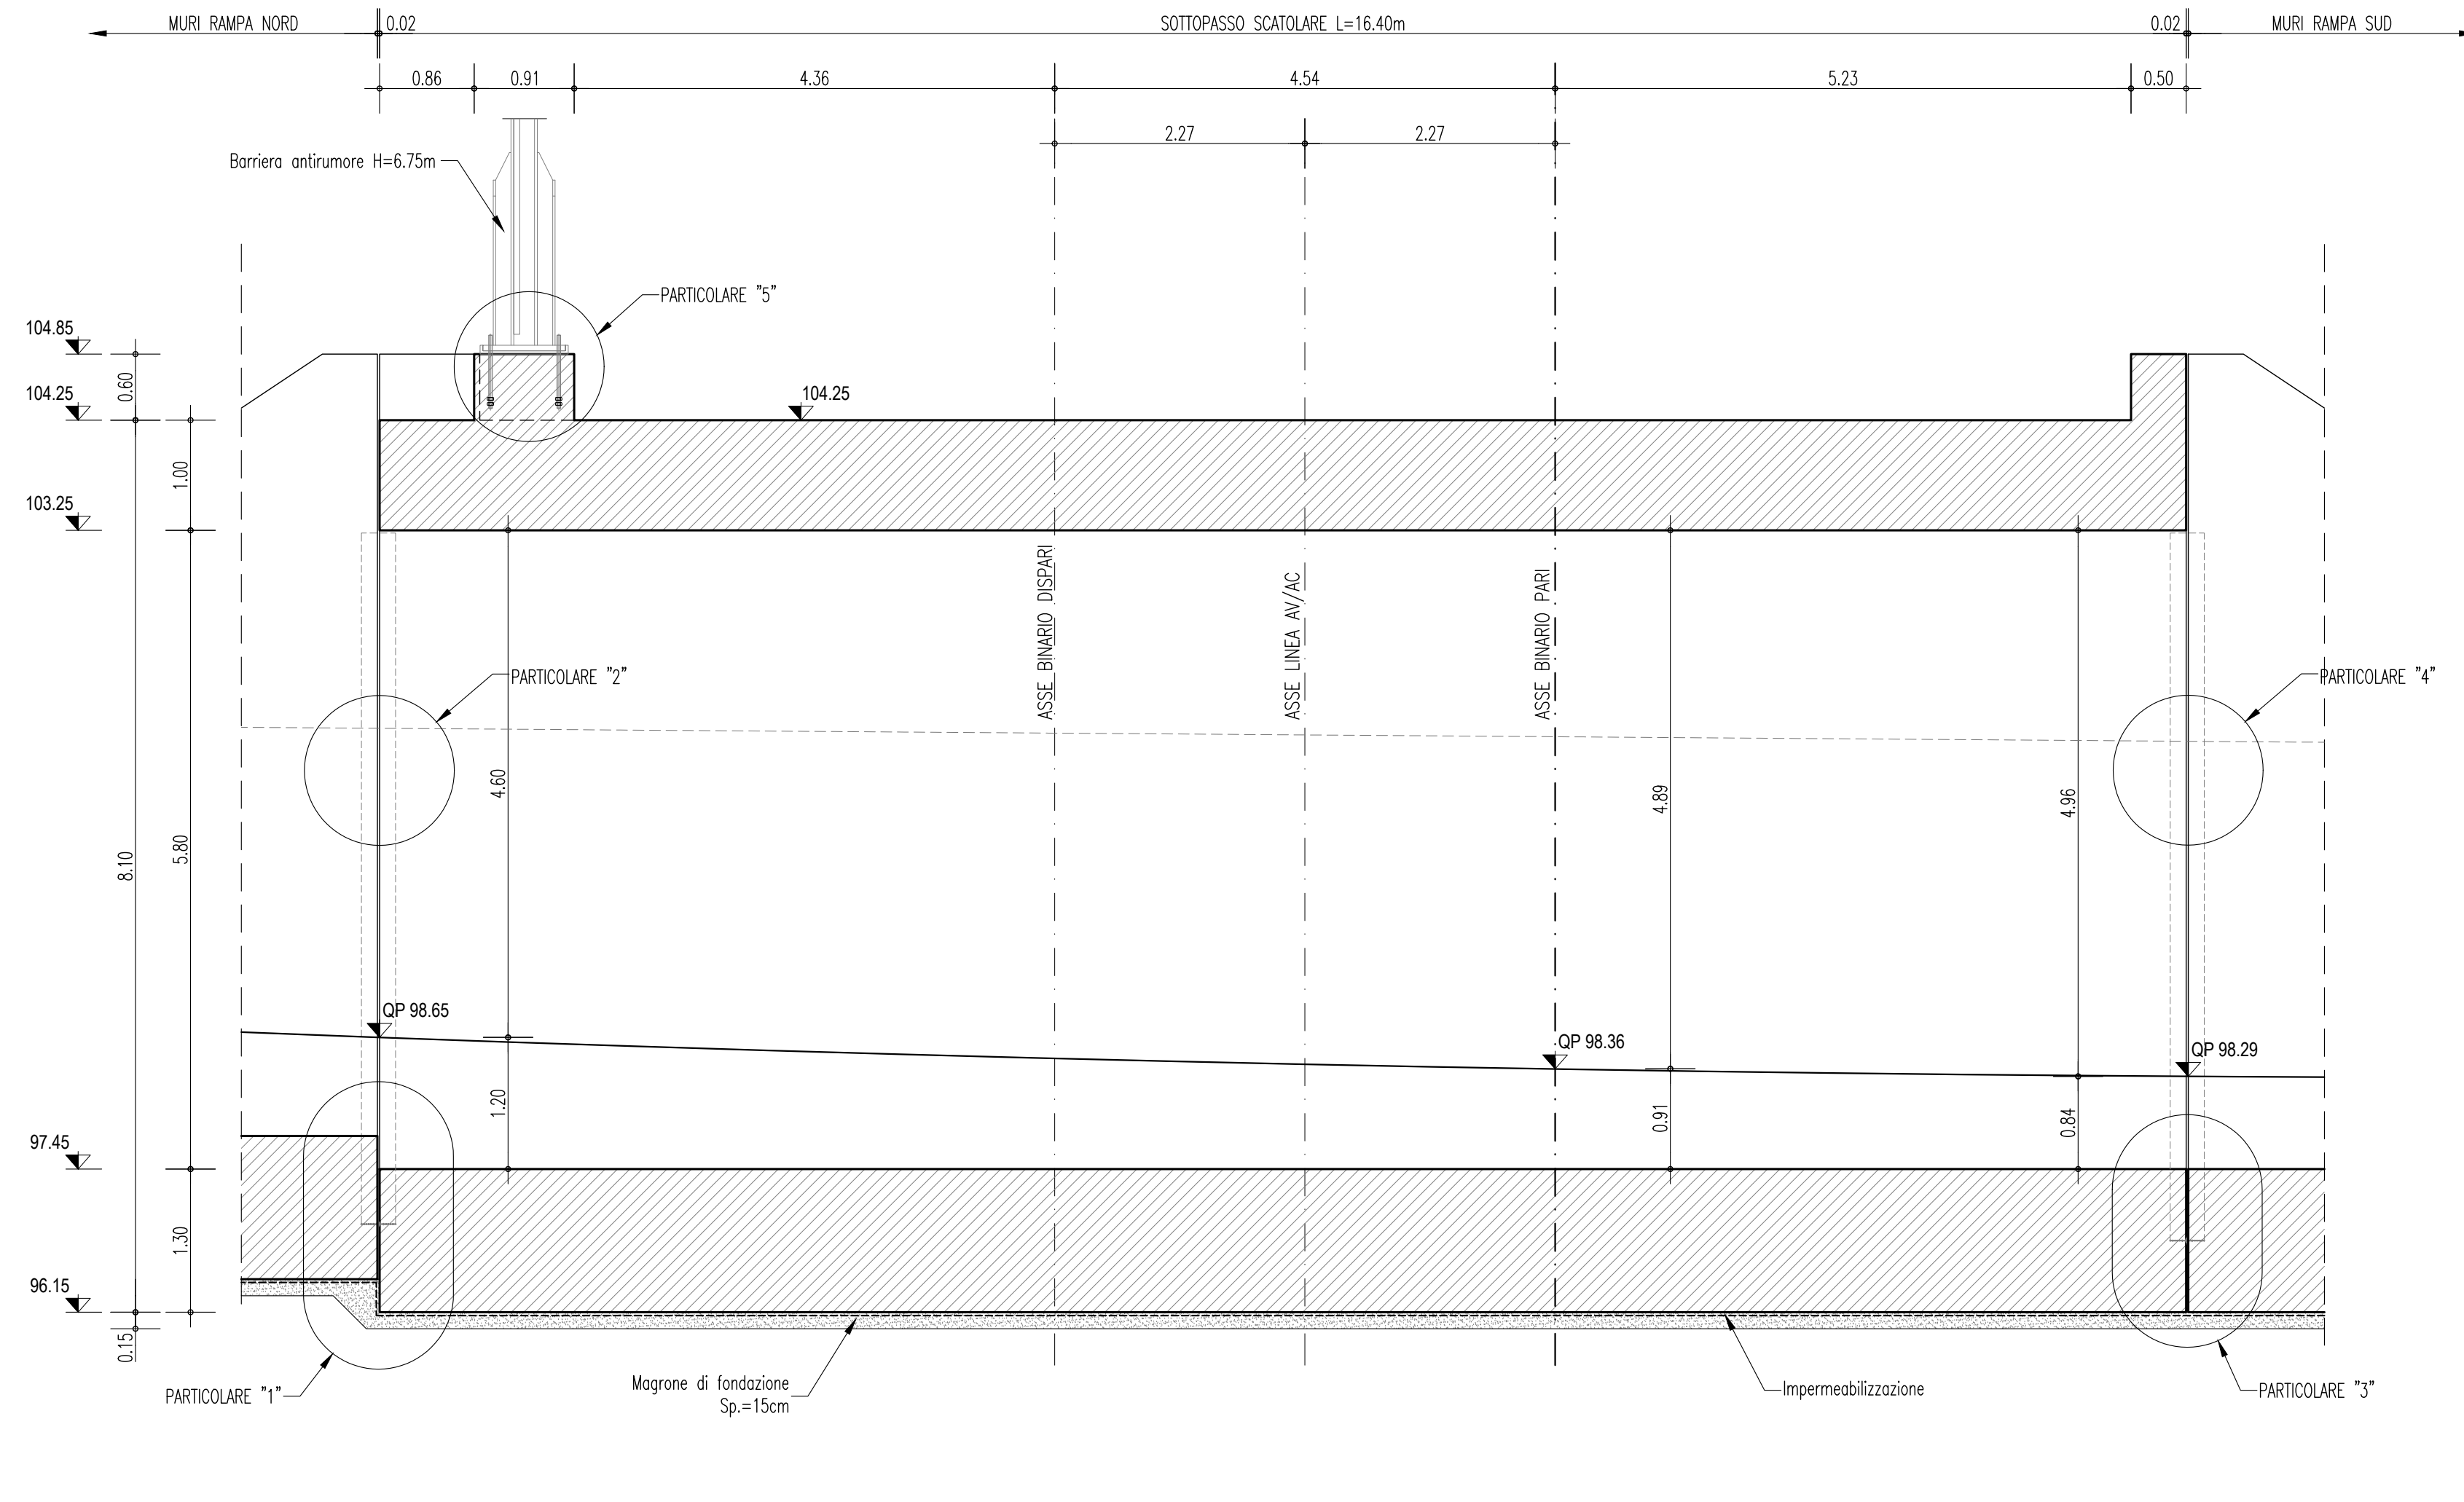 MURI RAMPA NORD
0.02
SOTTOPASSO SCATOLARE L=16.40m
0.02
MURI RAMPA SUD
0.86
0.91
4.36
4.54
5.23
0.50
2.27
2.27
Barriera antirumore H=6.75m
PARTICOLARE "5"
104.85
0.60
104.25
104.25
1.00
103.25
ASSE BINARIO DISPARI
ASSE LINEA AV/AC
ASSE BINARIO PARI
PARTICOLARE "2"
PARTICOLARE "4"
4.60
4.89
4.96
8.10
5.80
QP 98.65
QP 98.36
QP 98.29
1.20
0.91
0.84
97.45
1.30
96.15
0.15
PARTICOLARE "1"
Magrone di fondazione
Sp.=15cm
Impermeabilizzazione
PARTICOLARE "3"